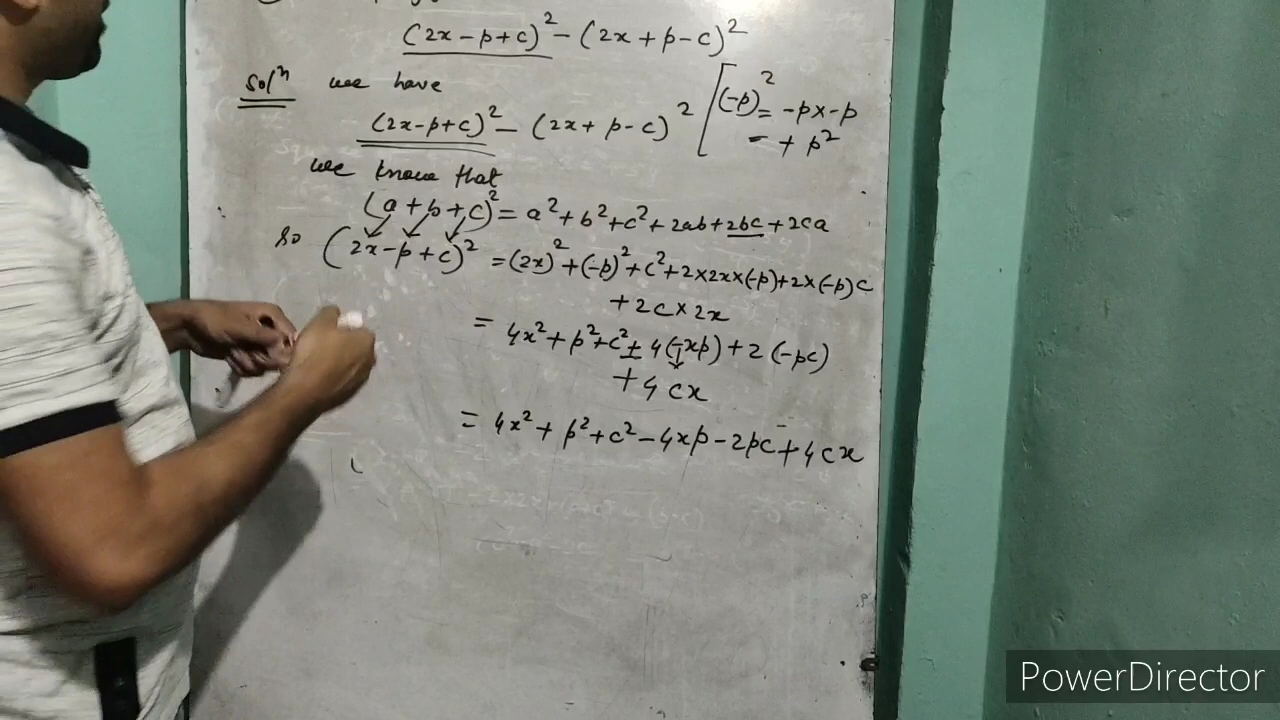 (2x-p+c)² - (2x+p-c)²
Solⁿ we have
(2x-p+c)² - (2x+p-c)² [(-p)² = -p×-p
= +p²
we know that
(a+b+c)² = a²+b²+c²+2ab+2bc+2ca
so (2x-p+c)² = (2x)²+(-p)²+c²+2×2x×(-p)+2×(-p)c
+2c×2x
= 4x²+p²+c²+4(-xp)+2(-pc)
+4cx
= 4x²+p²+c²-4xp-2pc+4cx
PowerDirector